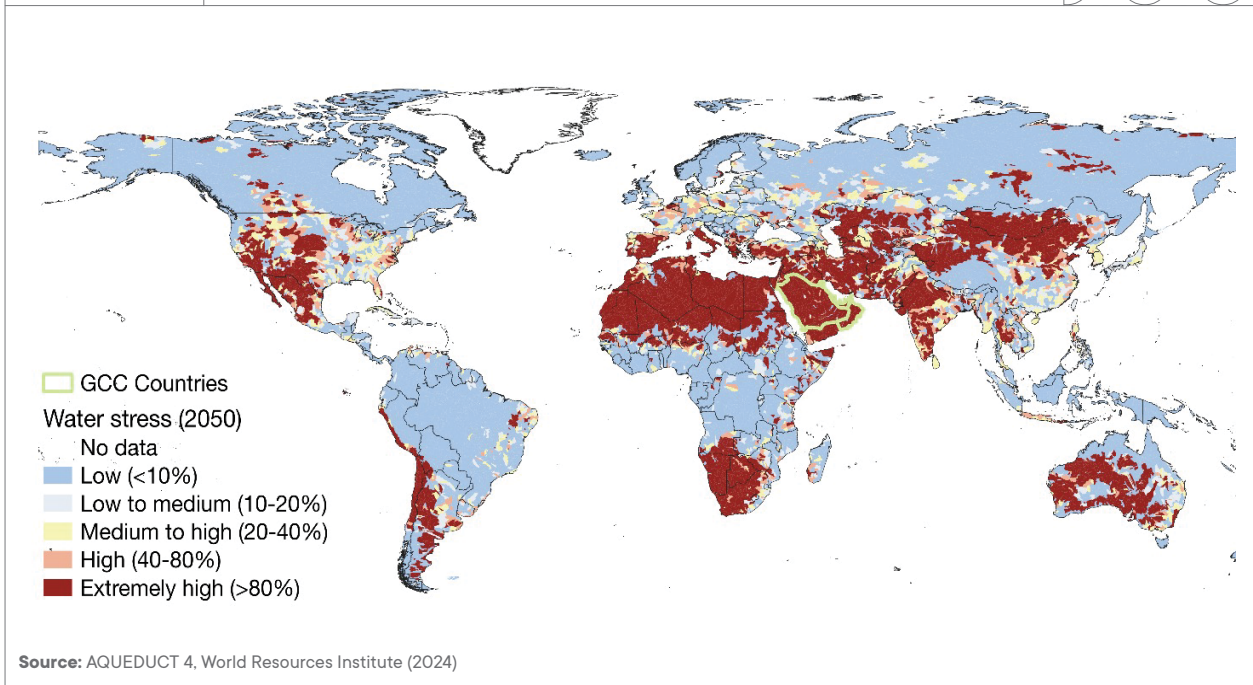 GCC Countries
Water stress (2050)
No data
Low (<10%)
Low to medium (10-20%)
Medium to high (20-40%)
High (40-80%)
Extremely high (>80%)
Source: AQUEDUCT 4, World Resources Institute (2024)